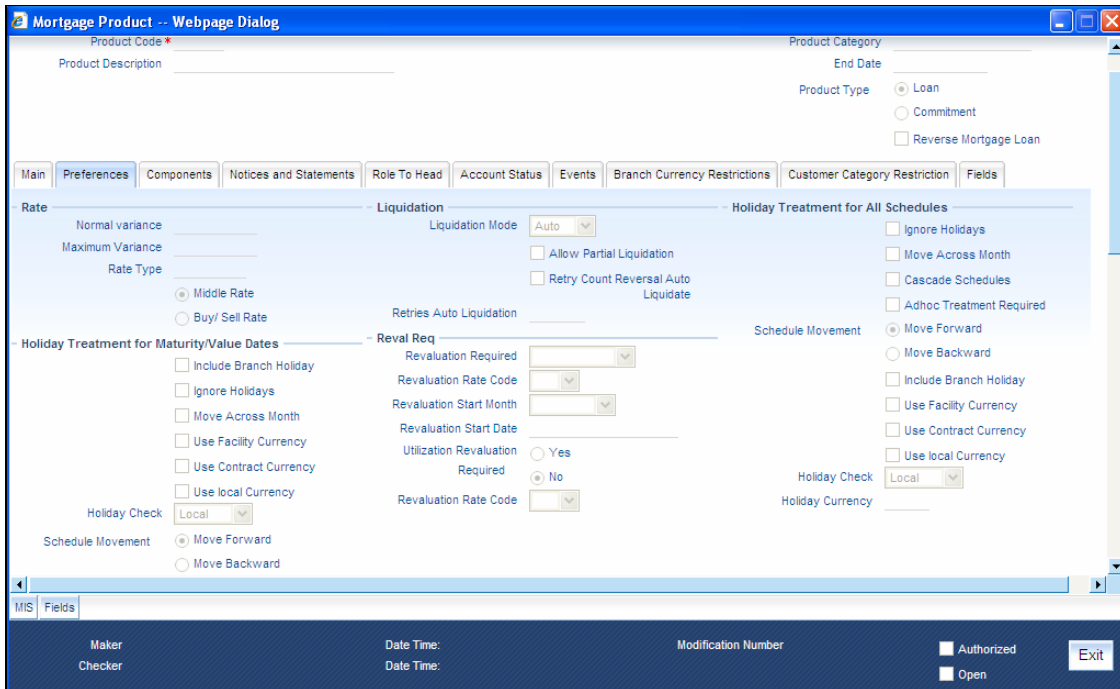 Mortgage Product -- Webpage Dialog
Product Code *
Product Category
Product Description
End Date
Product Type
Loan
Commitment
Reverse Mortgage Loan
Main
Preferences
Components
Notices and Statements
Role To Head
Account Status
Events
Branch Currency Restrictions
Customer Category Restriction
Fields
Rate
Normal variance
Maximum Variance
Rate Type
Middle Rate
Buy/ Sell Rate
Holiday Treatment for Maturity/Value Dates
Include Branch Holiday
Ignore Holidays
Move Across Month
Use Facility Currency
Use Contract Currency
Use local Currency
Holiday Check
Local
Schedule Movement
Move Forward
Move Backward
Liquidation
Liquidation Mode
Auto
Allow Partial Liquidation
Retry Count Reversal Auto
Liquidate
Retries Auto Liquidation
Reval Req
Revaluation Required
Revaluation Rate Code
Revaluation Start Month
Revaluation Start Date
Utilization Revaluation
Required
Yes
No
Revaluation Rate Code
Holiday Treatment for All Schedules
Ignore Holidays
Move Across Month
Cascade Schedules
Adhoc Treatment Required
Schedule Movement
Move Forward
Move Backward
Include Branch Holiday
Use Facility Currency
Use Contract Currency
Use local Currency
Holiday Check
Local
Holiday Currency
MIS
Fields
Maker
Date Time:
Modification Number
Authorized
Checker
Date Time:
Open
Exit